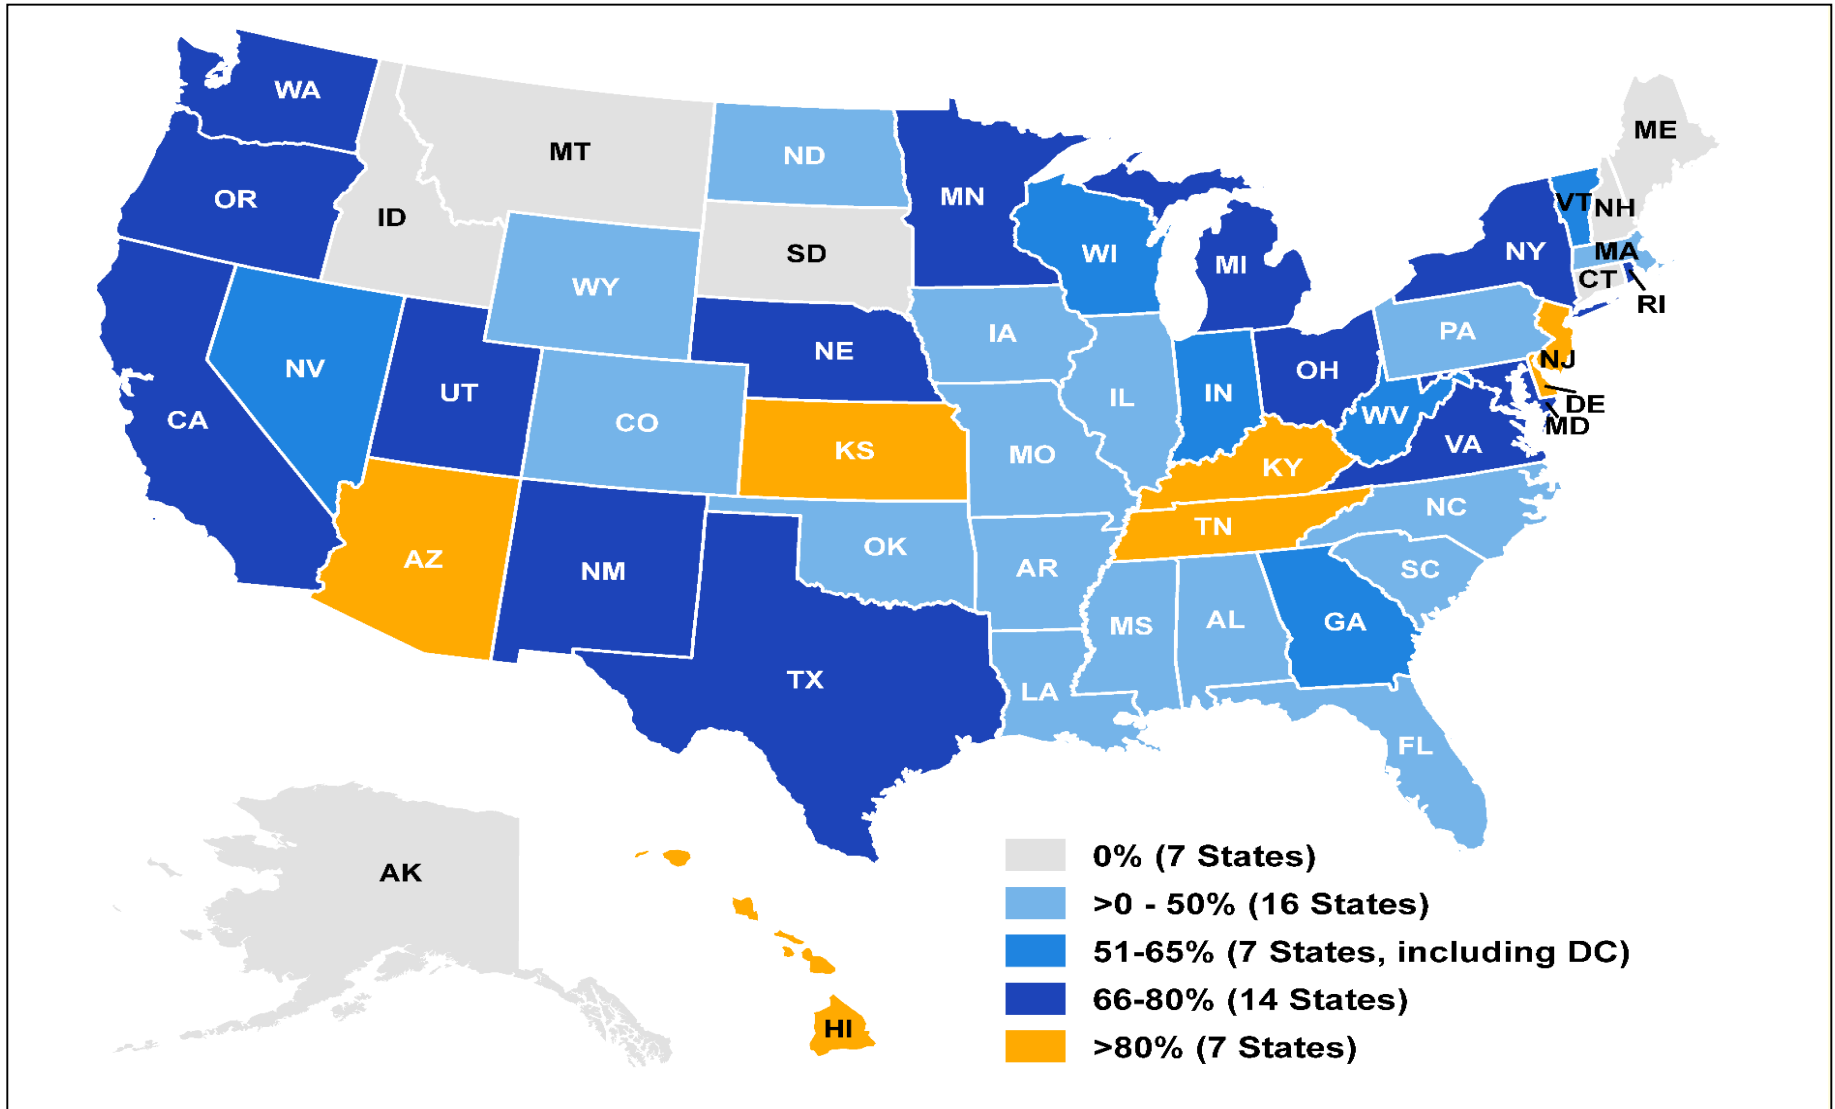 WA
MT
ND
MN
ME
OR
ID
SD
WI
MI
NY
VT
NH
MA
CT
RI
WY
IA
PA
NJ
NE
NV
UT
CO
IL
IN
OH
WV
DE
MD
VA
CA
KS
MO
KY
AZ
NM
OK
AR
TN
NC
SC
MS
AL
GA
TX
LA
FL
AK
HI
0% (7 States)
>0 - 50% (16 States)
51-65% (7 States, including DC)
66-80% (14 States)
>80% (7 States)